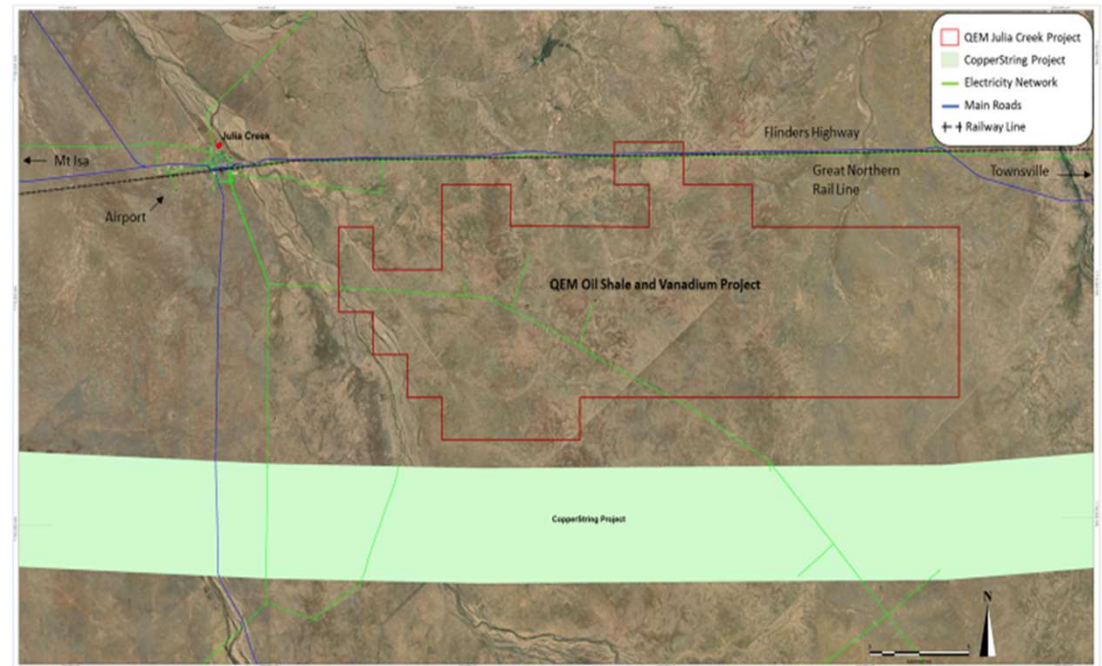 QEM Julia Creek Project
CopperString Project
Electricity Network
Main Roads
Railway Line
Julia Creek
Flinders Highway
Mt Isa
Great Northern
Rail Line
Townsville
Airport
QEM Oil Shale and Vanadium Project
CopperString Project
N